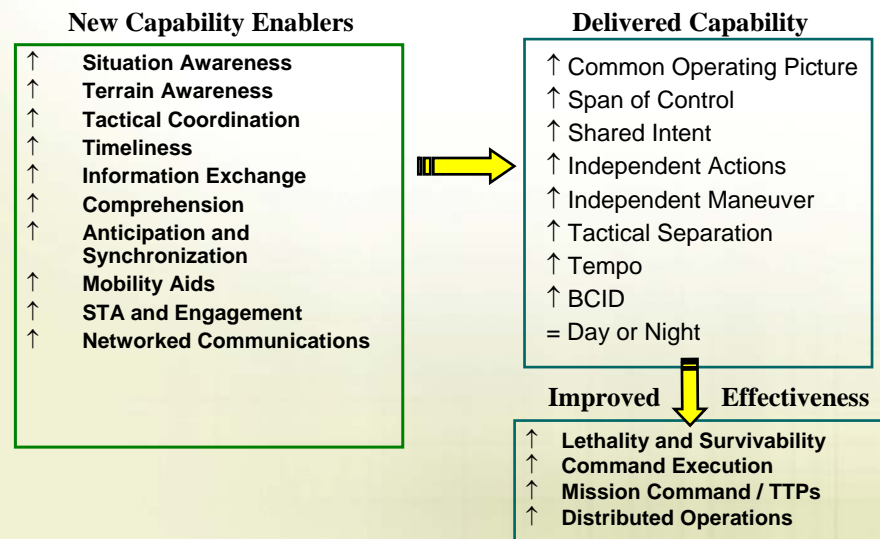 New Capability Enablers
↑ Situation Awareness
↑ Terrain Awareness
↑ Tactical Coordination
↑ Timeliness
↑ Information Exchange
↑ Comprehension
↑ Anticipation and
Synchronization
↑ Mobility Aids
↑ STA and Engagement
↑ Networked Communications
Delivered Capability
↑ Common Operating Picture
↑ Span of Control
↑ Shared Intent
↑ Independent Actions
↑ Independent Maneuver
↑ Tactical Separation
↑ Tempo
↑ BCID
= Day or Night
Improved Effectiveness
↑ Lethality and Survivability
↑ Command Execution
↑ Mission Command / TTPs
↑ Distributed Operations